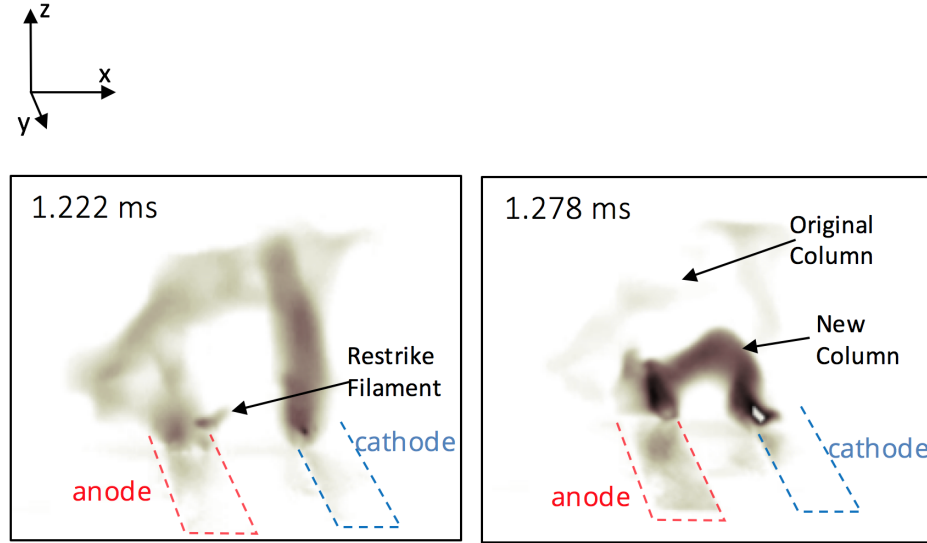 z
x
y
1.222 ms
Restrike
Filament
cathode
anode
1.278 ms
Original
Column
New
Column
cathode
anode